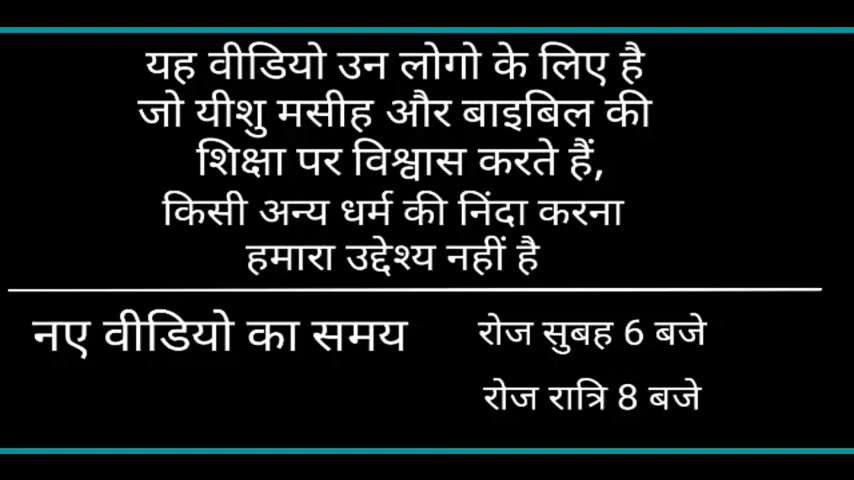 यह वीडियो उन लोगो के लिए है
जो यीशु मसीह और बाइबिल की
शिक्षा पर विश्वास करते हैं,
किसी अन्य धर्म की निंदा करना
हमारा उद्देश्य नहीं है
नए वीडियो का समय
रोज सुबह 6 बजे
रोज रात्रि 8 बजे